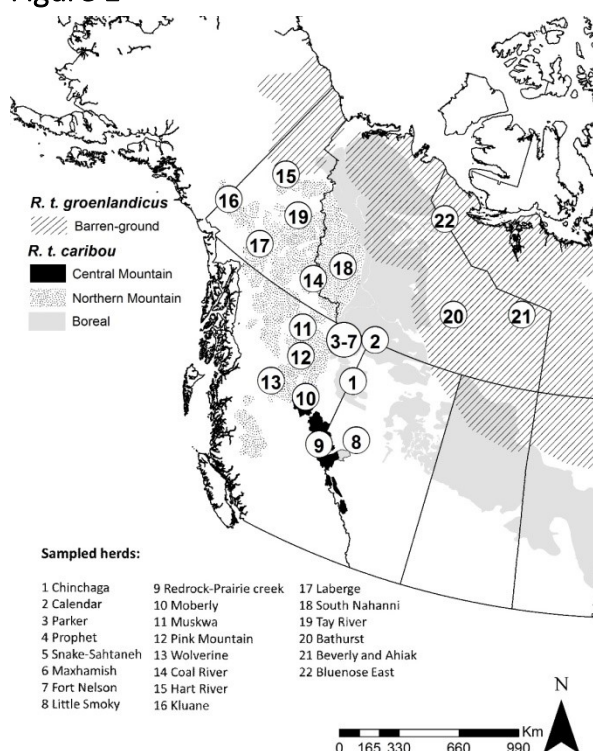 15
16
19
22
17
14
18
20
21
11
3-7
2
12
13
1
10
9
8
R. t. groenlandicus
Barren-ground
R. t. caribou
Central Mountain
Northern Mountain
Boreal
Sampled herds:
1 Chinchaga
2 Calendar
3 Parker
4 Prophet
5 Snake-Sahtaneh
6 Maxhamish
7 Fort Nelson
8 Little Smoky
9 Redrock-Prairie creek
10 Moberly
11 Muskwa
12 Pink Mountain
13 Wolverine
14 Coal River
15 Hart River
16 Kluane
17 Laberge
18 South Nahanni
19 Tay River
20 Bathurst
21 Beverly and Ahiak
22 Bluenose East
N
Km
0 165 330 660 990